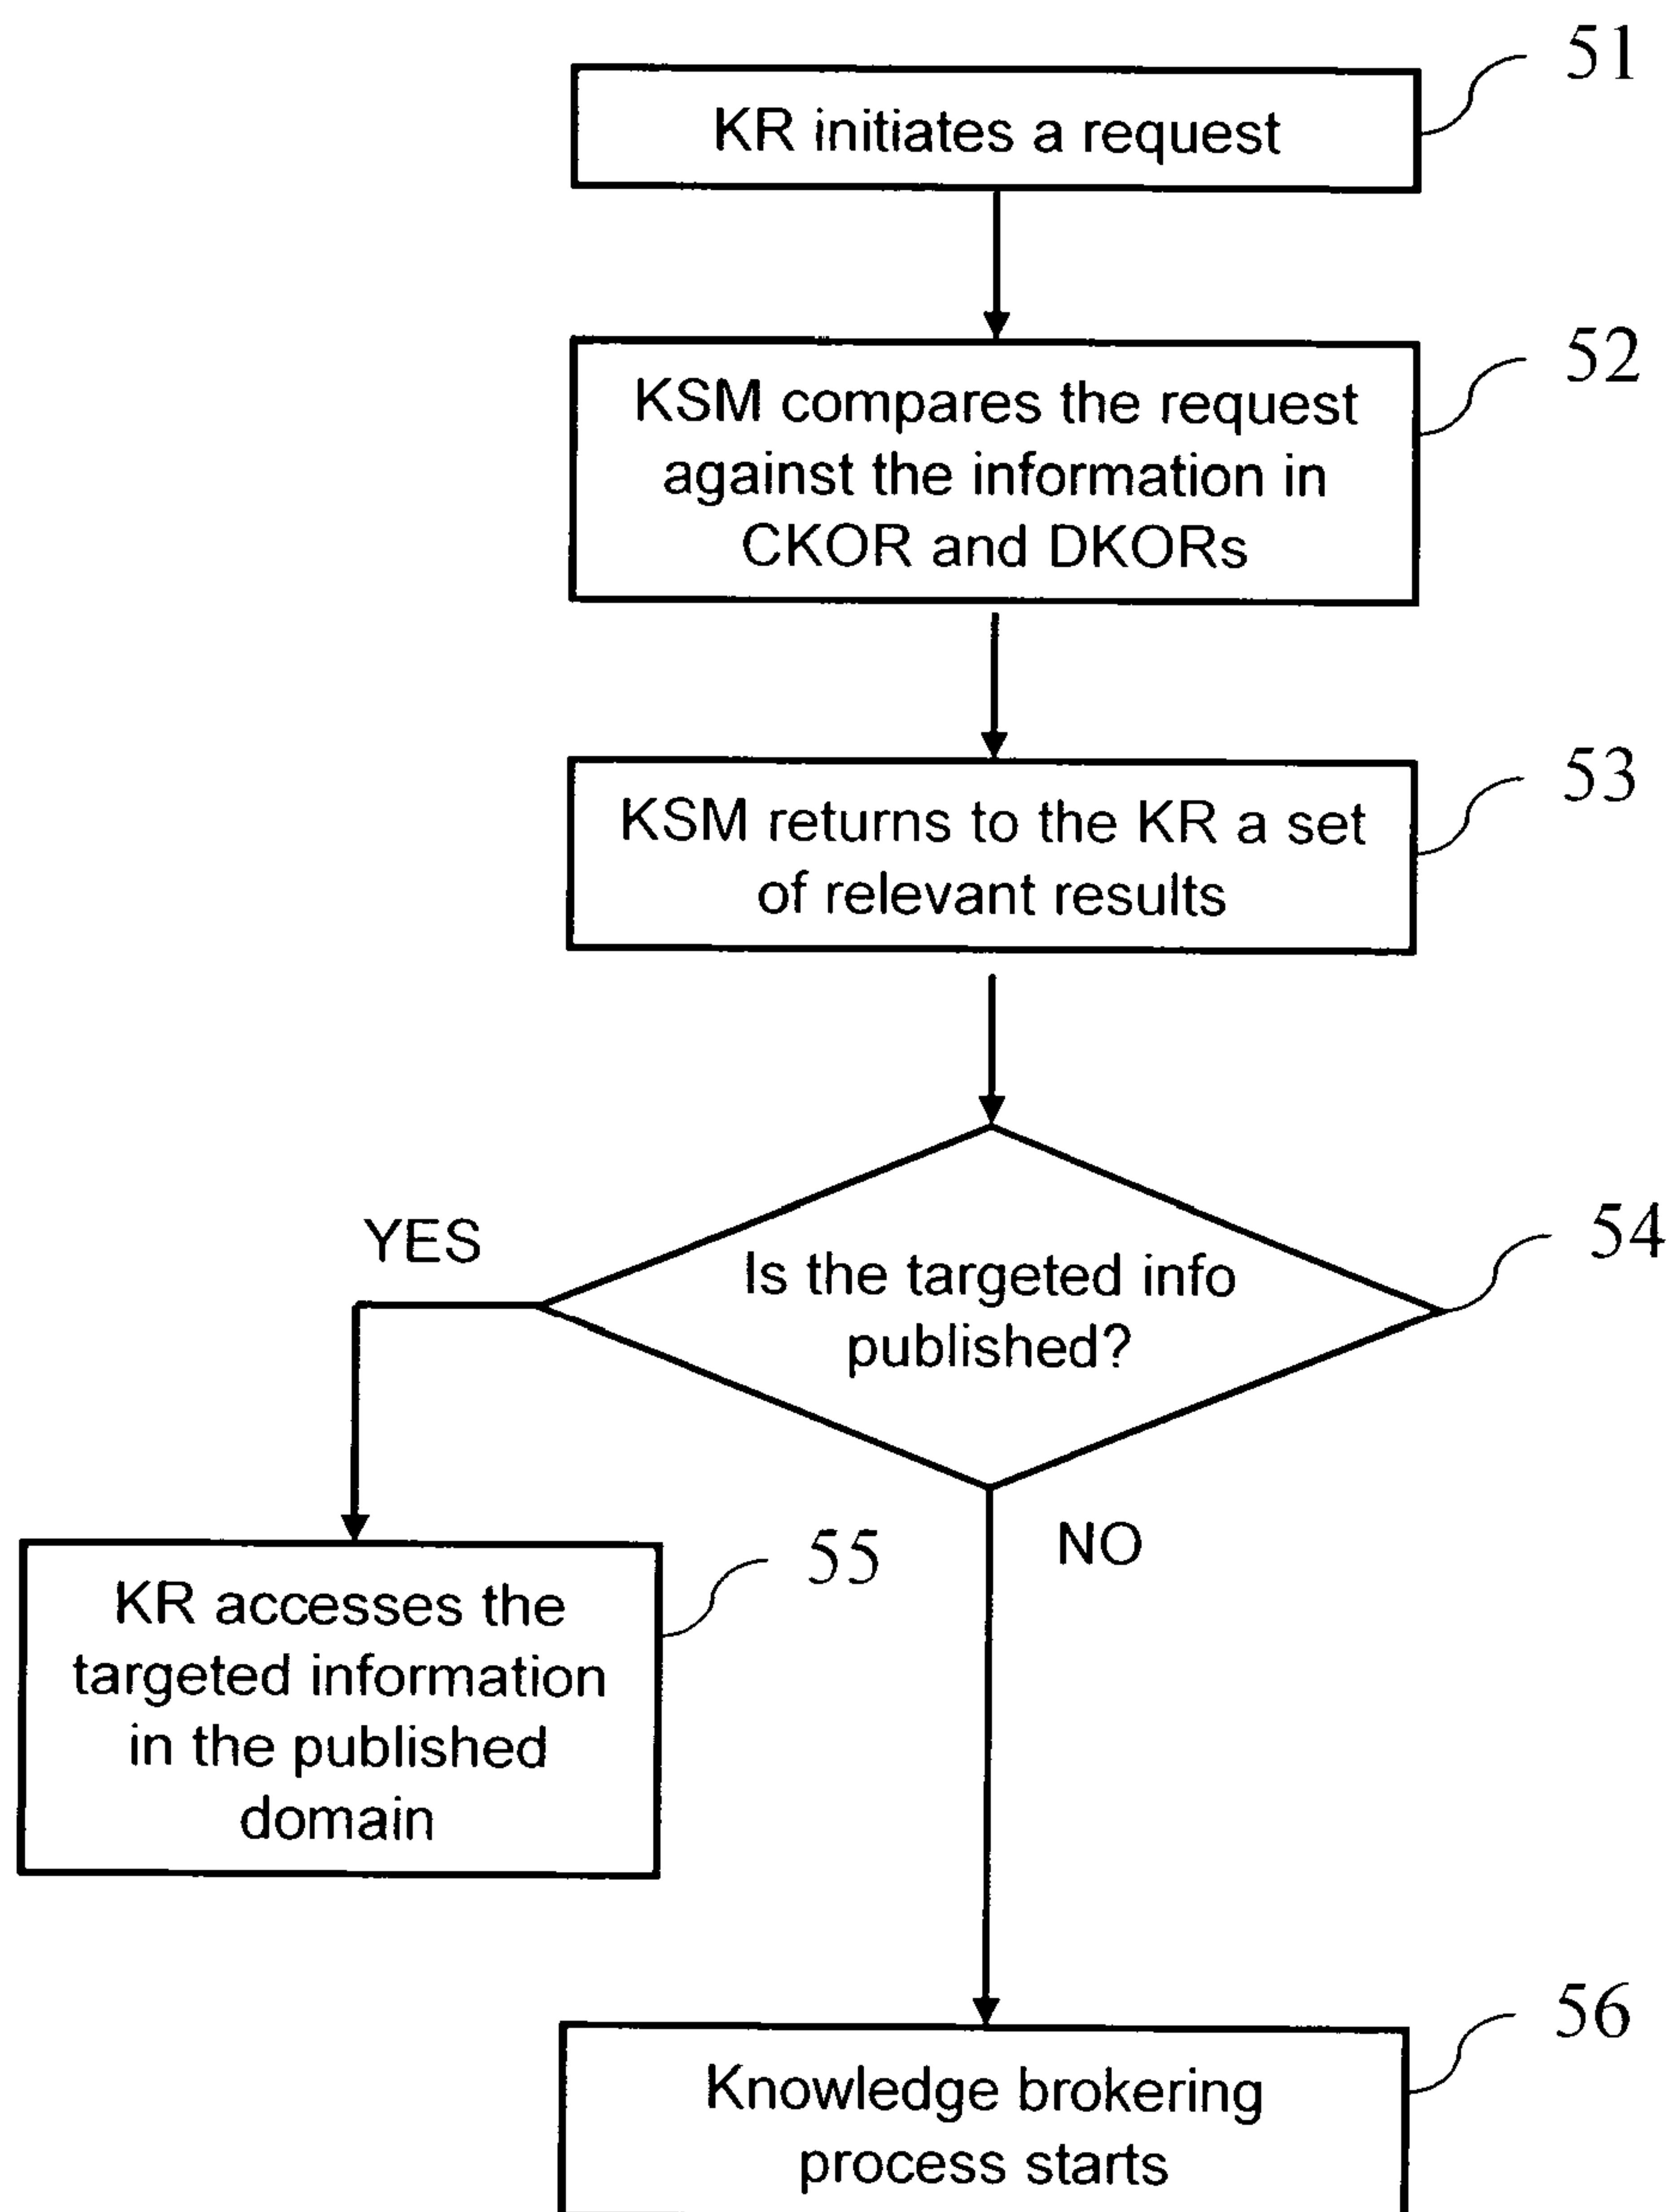 51
KR initiates a request
52
KSM compares the request
against the information in
CKOR and DKORs
53
KSM returns to the KR a set
of relevant results
54
YES
Is the targeted info
published?
NO
55
KR accesses the
targeted information
in the published
domain
56
Knowledge brokering
process starts